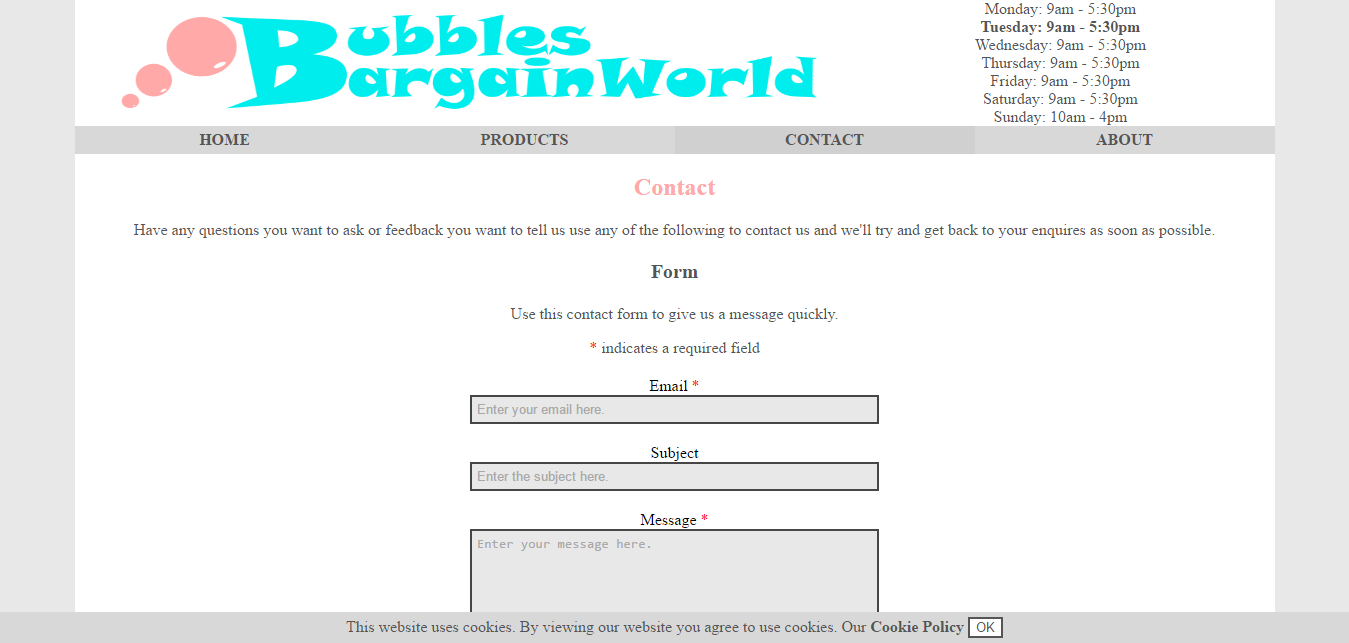 Bubbles
BargainWorld
Monday: 9am - 5:30pm
Tuesday: 9am - 5:30pm
Wednesday: 9am - 5:30pm
Thursday: 9am - 5:30pm
Friday: 9am - 5:30pm
Saturday: 9am - 5:30pm
Sunday: 10am - 4pm
HOME PRODUCTS CONTACT ABOUT
Contact
Have any questions you want to ask or feedback you want to tell us use any of the following to contact us and we'll try and get back to your enquires as soon as possible.
Form
Use this contact form to give us a message quickly.
* indicates a required field
Email *
Enter your email here.
Subject
Enter the subject here.
Message *
Enter your message here.
This website uses cookies. By viewing our website you agree to use cookies. Our Cookie Policy OK